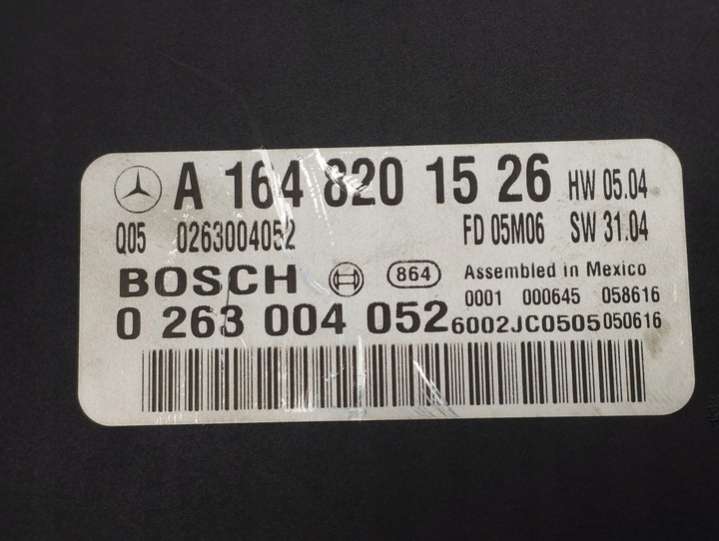 A 164 820 15 26 HW 05.04
Q05 0263004052 FD 05M06 SW 31.04
BOSCH 864 Assembled in Mexico
0001 000645 058616
0 263 004 052 6002JC0505 050616